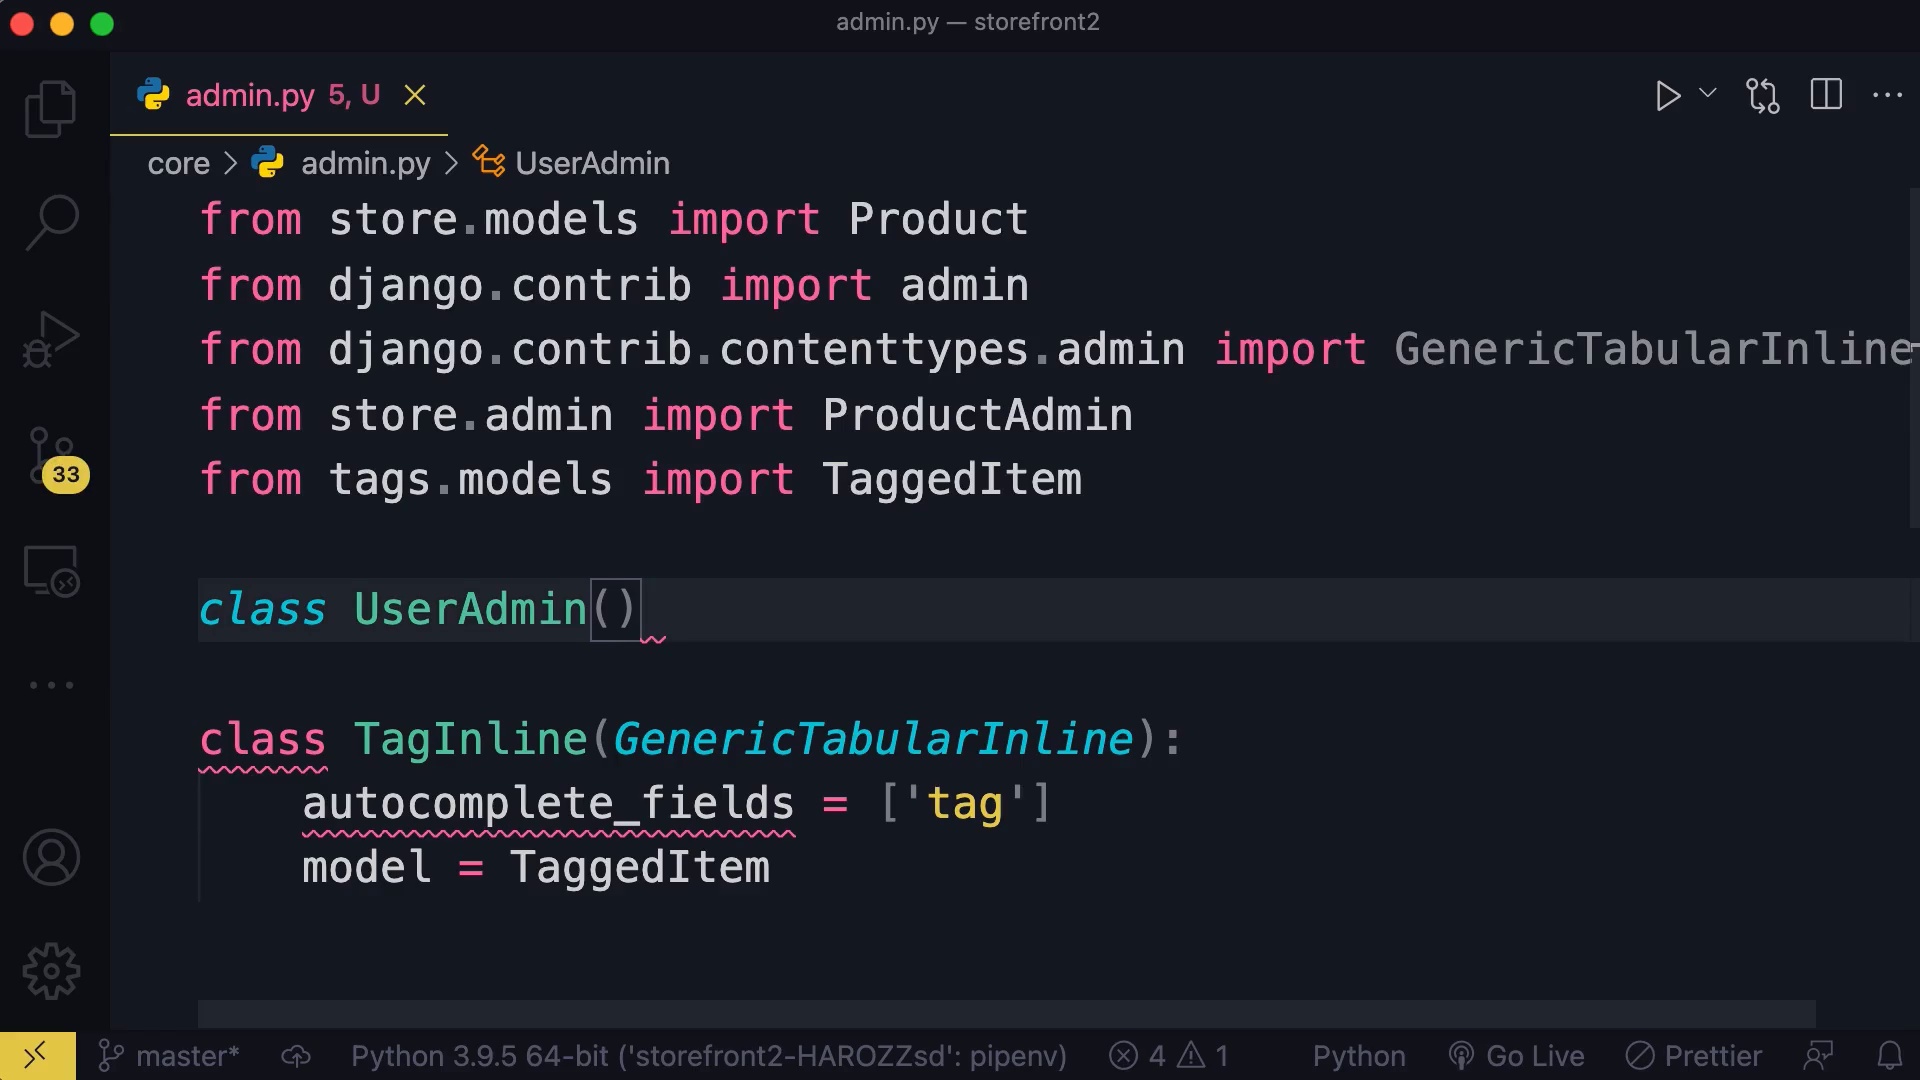 admin.py — storefront2
admin.py 5, U
core > admin.py > UserAdmin
from store.models import Product
from django.contrib import admin
from django.contrib.contenttypes.admin import GenericTabularInline
from store.admin import ProductAdmin
from tags.models import TaggedItem
class UserAdmin()
class TagInline(GenericTabularInline):
    autocomplete_fields = ['tag']
    model = TaggedItem
33
master* Python 3.9.5 64-bit ('storefront2-HAROZZsd': pipenv) 4 1 Python Go Live Prettier